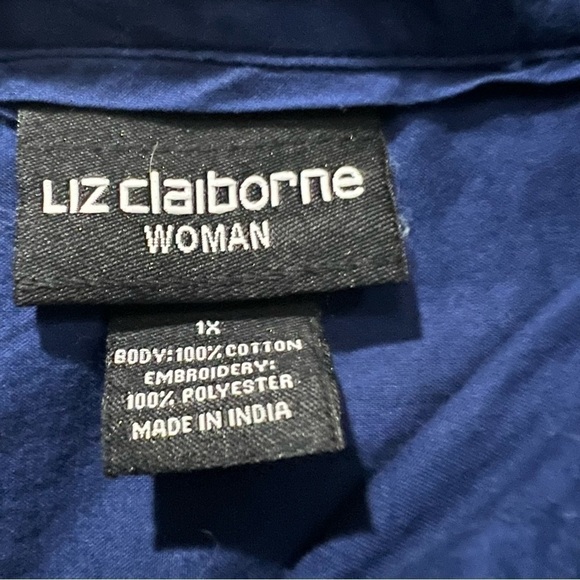 Liz claiborne
WOMAN
1X
BODY:100% COTTON
EMBROIDERY:
100% POLYESTER
MADE IN INDIA